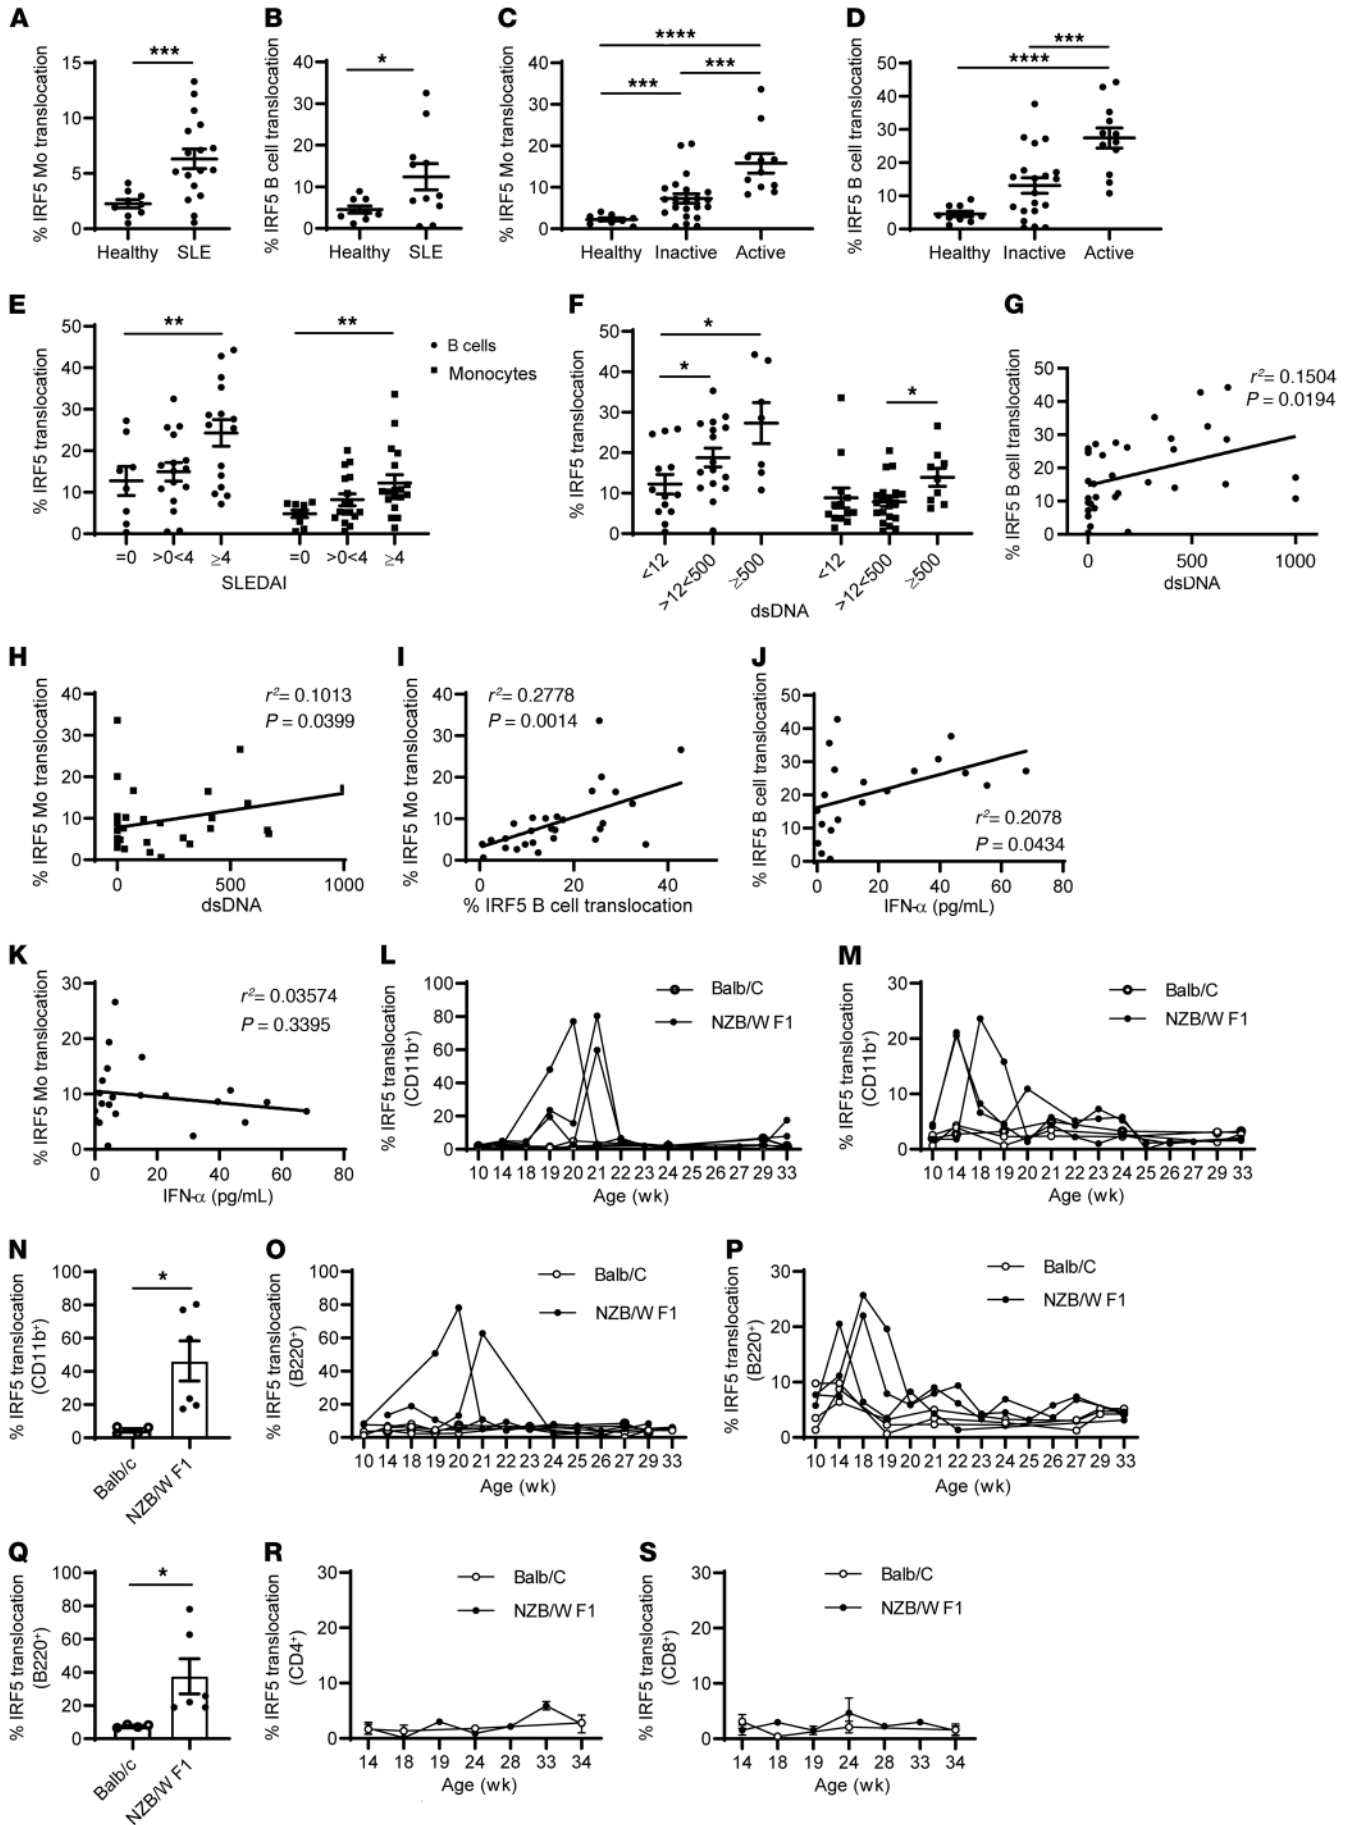 A
% IRF5 Mo translocation
15
10
5
0
***
Healthy
SLE
B
% IRF5 B cell translocation
40
30
20
10
0
*
Healthy
SLE
C
% IRF5 Mo translocation
40
30
20
10
0
****
***
***
Healthy
Inactive
Active
D
% IRF5 B cell translocation
50
40
30
20
10
0
***
****
Healthy
Inactive
Active
E
% IRF5 translocation
50
40
30
20
10
0
**
**
B cells
Monocytes
=0
>0<4
≥4
=0
>0<4
≥4
SLEDAI
F
% IRF5 translocation
50
40
30
20
10
0
*
*
*
<12
>12<500
≥500
<12
>12<500
≥500
dsDNA
G
% IRF5 B cell translocation
50
40
30
20
10
0
r²= 0.1504
P = 0.0194
0
500
1000
dsDNA
H
% IRF5 Mo translocation
40
30
20
10
0
r²= 0.1013
P = 0.0399
0
500
1000
dsDNA
I
% IRF5 Mo translocation
40
30
20
10
0
r²= 0.2778
P = 0.0014
0
20
40
% IRF5 B cell translocation
J
% IRF5 B cell translocation
50
40
30
20
10
0
r²= 0.2078
P = 0.0434
0
20
40
60
80
IFN-α (pg/mL)
K
% IRF5 Mo translocation
30
20
10
0
r²= 0.03574
P = 0.3395
0
20
40
60
80
IFN-α (pg/mL)
L
% IRF5 translocation
(CD11b⁺)
100
80
60
40
20
0
Balb/C
NZB/W F1
10 14 18 19 20 21 22 23 24 25 26 27 29 33
Age (wk)
M
% IRF5 translocation
(CD11b⁺)
30
20
10
0
Balb/C
NZB/W F1
10 14 18 19 20 21 22 23 24 25 26 27 29 33
Age (wk)
N
% IRF5 translocation
(CD11b⁺)
100
80
60
40
20
0
*
Balb/c
NZB/W F1
O
% IRF5 translocation
(B220⁺)
100
80
60
40
20
0
Balb/C
NZB/W F1
10 14 18 19 20 21 22 23 24 25 26 27 29 33
Age (wk)
P
% IRF5 translocation
(B220⁺)
30
20
10
0
Balb/C
NZB/W F1
10 14 18 19 20 21 22 23 24 25 26 27 29 33
Age (wk)
Q
% IRF5 translocation
(B220⁺)
100
80
60
40
20
0
*
Balb/c
NZB/W F1
R
% IRF5 translocation
(CD4⁺)
30
20
10
0
Balb/C
NZB/W F1
14 18 19 24 28 33 34
Age (wk)
S
% IRF5 translocation
(CD8⁺)
30
20
10
0
Balb/C
NZB/W F1
14 18 19 24 28 33 34
Age (wk)